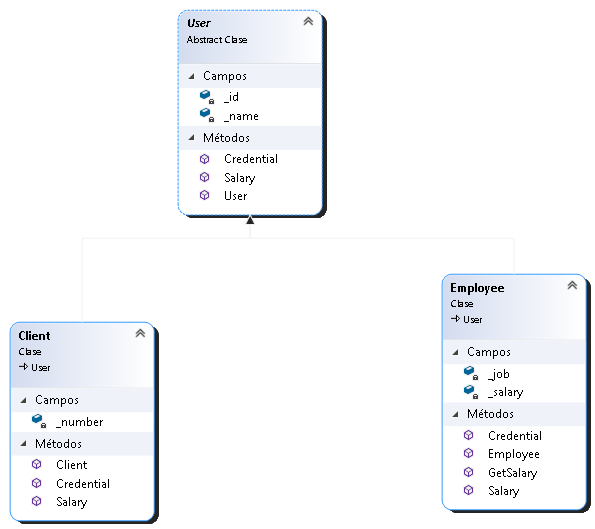 User
Abstract Clase
Campos
_id
_name
Métodos
Credential
Salary
User
Client
Clase
User
Campos
_number
Métodos
Client
Credential
Salary
Employee
Clase
User
Campos
_job
_salary
Métodos
Credential
Employee
GetSalary
Salary